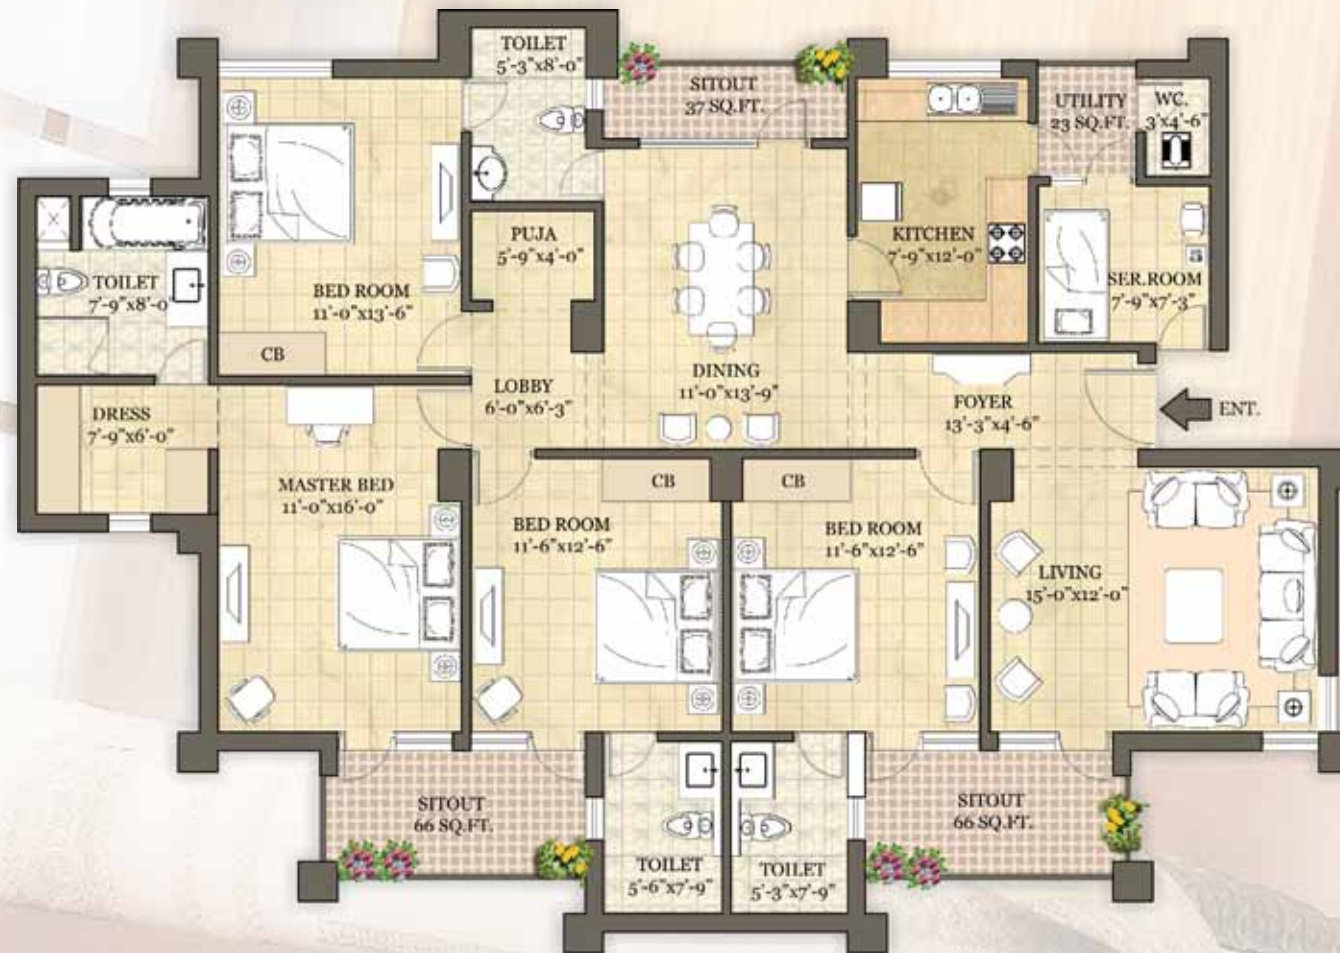 TOILET
5'-3"x8'-0"
SITOUT
37 SQ.FT.
UTILITY
23 SQ.FT.
WC.
3'x4'-6"
PUJA
5'-9"x4'-0"
KITCHEN
7'-9"x12'-0"
TOILET
7'-9"x8'-0
BED ROOM
11'-0"x13'-6"
SER.ROOM
7'-9"x7'-3"
CB
LOBBY
6'-0"x6'-3"
DINING
11'-0"x13'-9"
FOYER
13'-3"x4'-6"
ENT.
DRESS
7'-9"x6'-0"
MASTER BED
11'-0"x16'-0"
CB
CB
BED ROOM
11'-6"x12'-6"
BED ROOM
11'-6"x12'-6"
LIVING
15'-0"x12'-0"
SITOUT
66 SQ.FT.
SITOUT
66 SQ.FT.
TOILET
5'-6"x7'-9"
TOILET
5'-3"x7'-9"